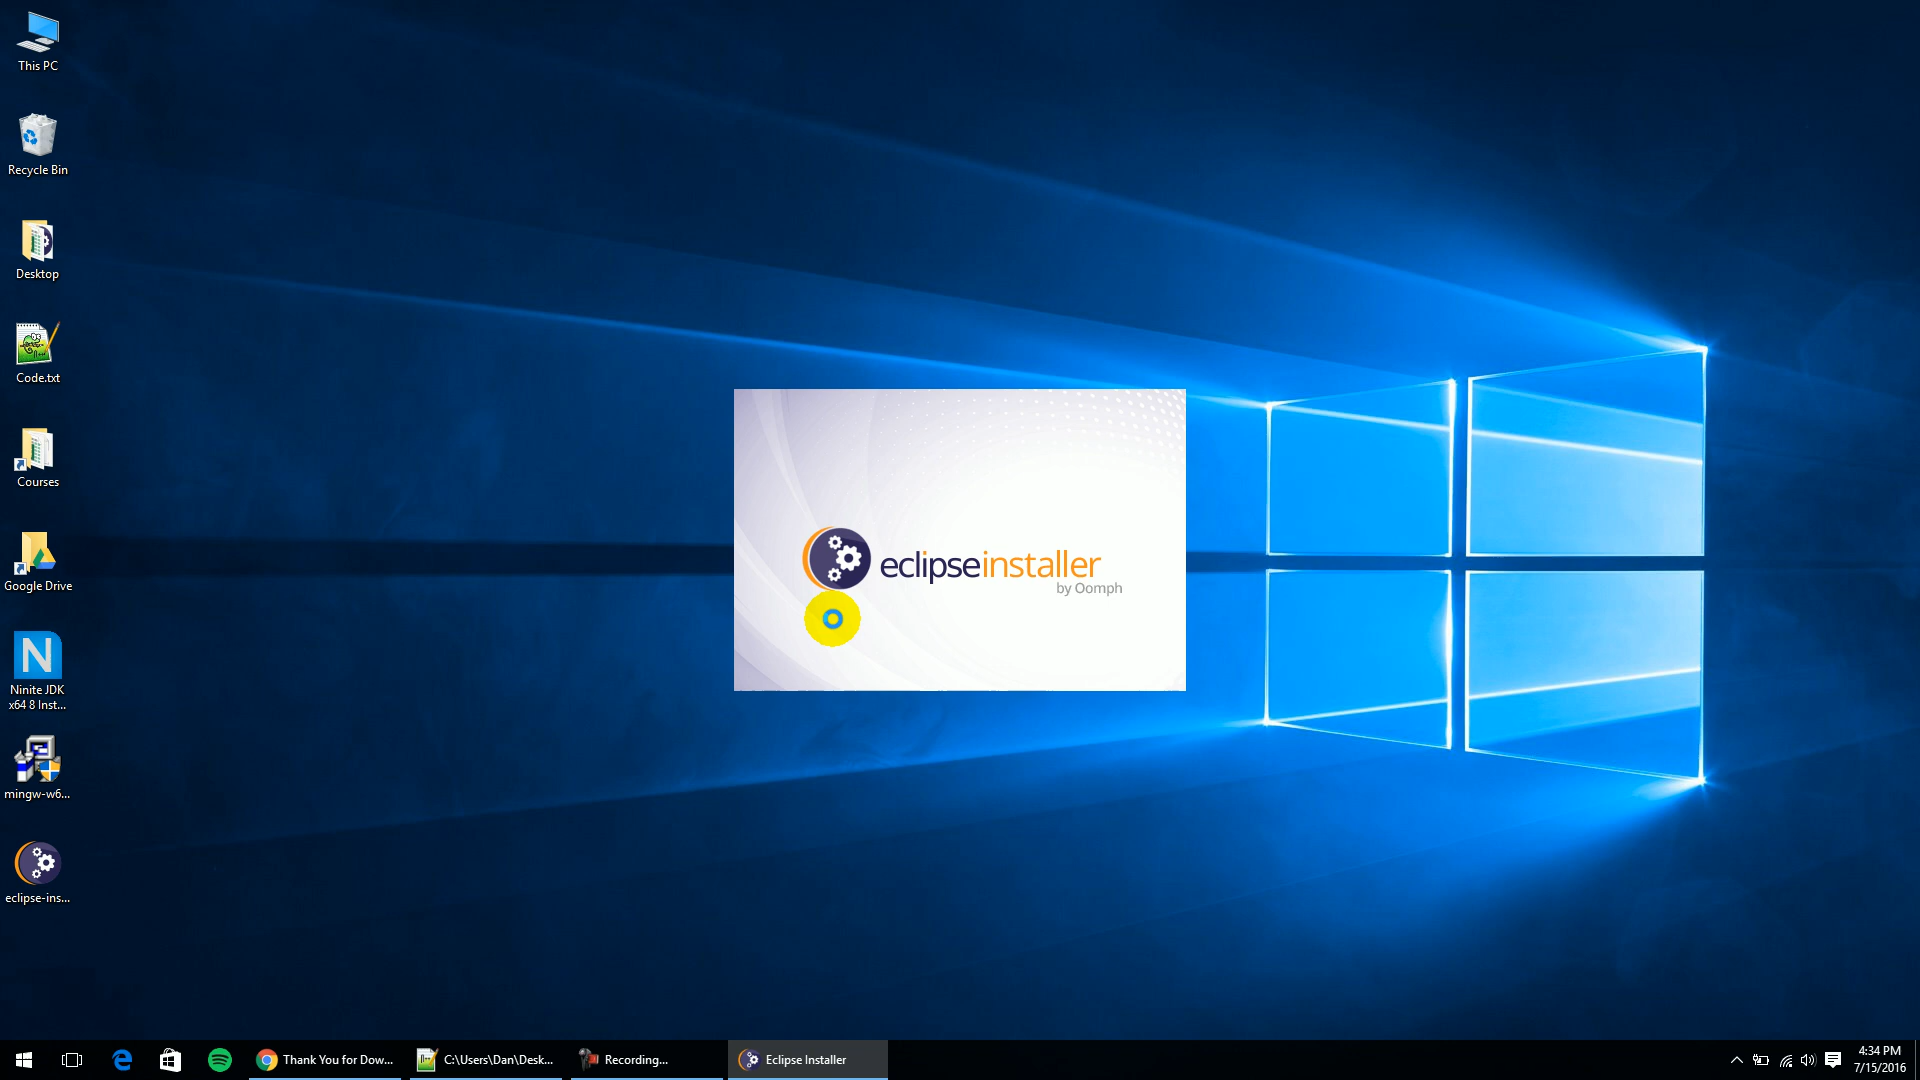 This PC
Recycle Bin
Desktop
Code.txt
Courses
Google Drive
N
Ninite JDK
x64 8 Inst...
mingw-w6...
eclipse-ins...
eclipseinstaller
by Oomph
Thank You for Dow...
C:\Users\Dan\Desk...
Recording...
Eclipse Installer
4:34 PM
7/15/2016